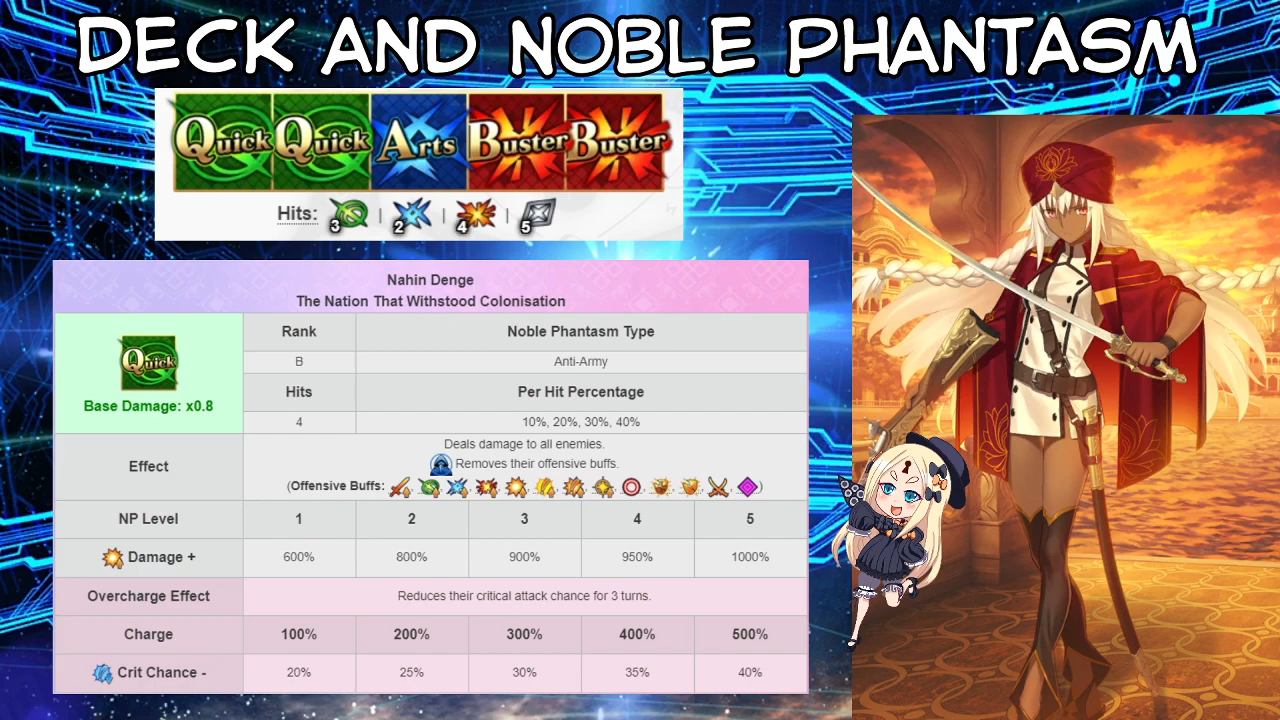 DECK AND NOBLE PHANTASM
Quick Quick Arts Buster Buster
Hits: 3 | 2 | 4 | 5
Nahin Denge
The Nation That Withstood Colonisation
Quick
Base Damage: x0.8
Rank Noble Phantasm Type
B Anti-Army
Hits Per Hit Percentage
4 10%, 20%, 30%, 40%
Effect
Deals damage to all enemies.
Removes their offensive buffs.
(Offensive Buffs: )
NP Level 1 2 3 4 5
Damage + 600% 800% 900% 950% 1000%
Overcharge Effect Reduces their critical attack chance for 3 turns.
Charge 100% 200% 300% 400% 500%
Crit Chance - 20% 25% 30% 35% 40%